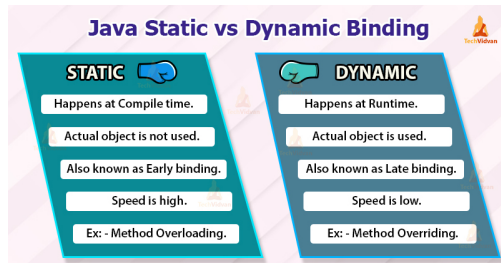 Java Static vs Dynamic Binding
TechVidvan
STATIC
Happens at Compile time.
Actual object is not used.
Also known as Early binding.
Speed is high.
Ex: - Method Overloading.
DYNAMIC
Happens at Runtime.
Actual object is used.
Also known as Late binding.
Speed is low.
Ex: - Method Overriding.